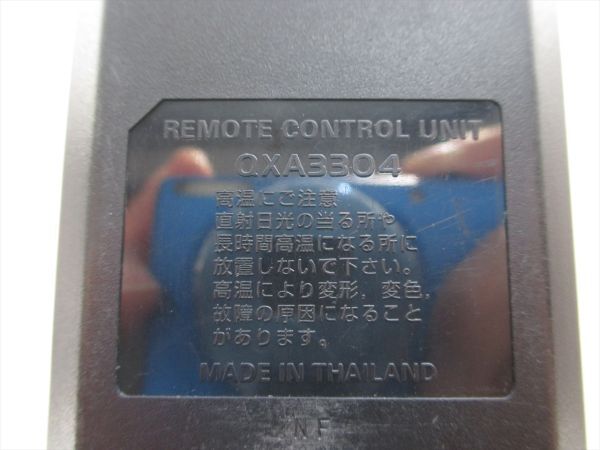 REMOTE CONTROL UNIT
QXA3304
高温にご注意
直射日光の当る所や
長時間高温になる所に
放置しないで下さい。
高温により変形，変色，
故障の原因になること
があります。
MADE IN THAILAND
NF